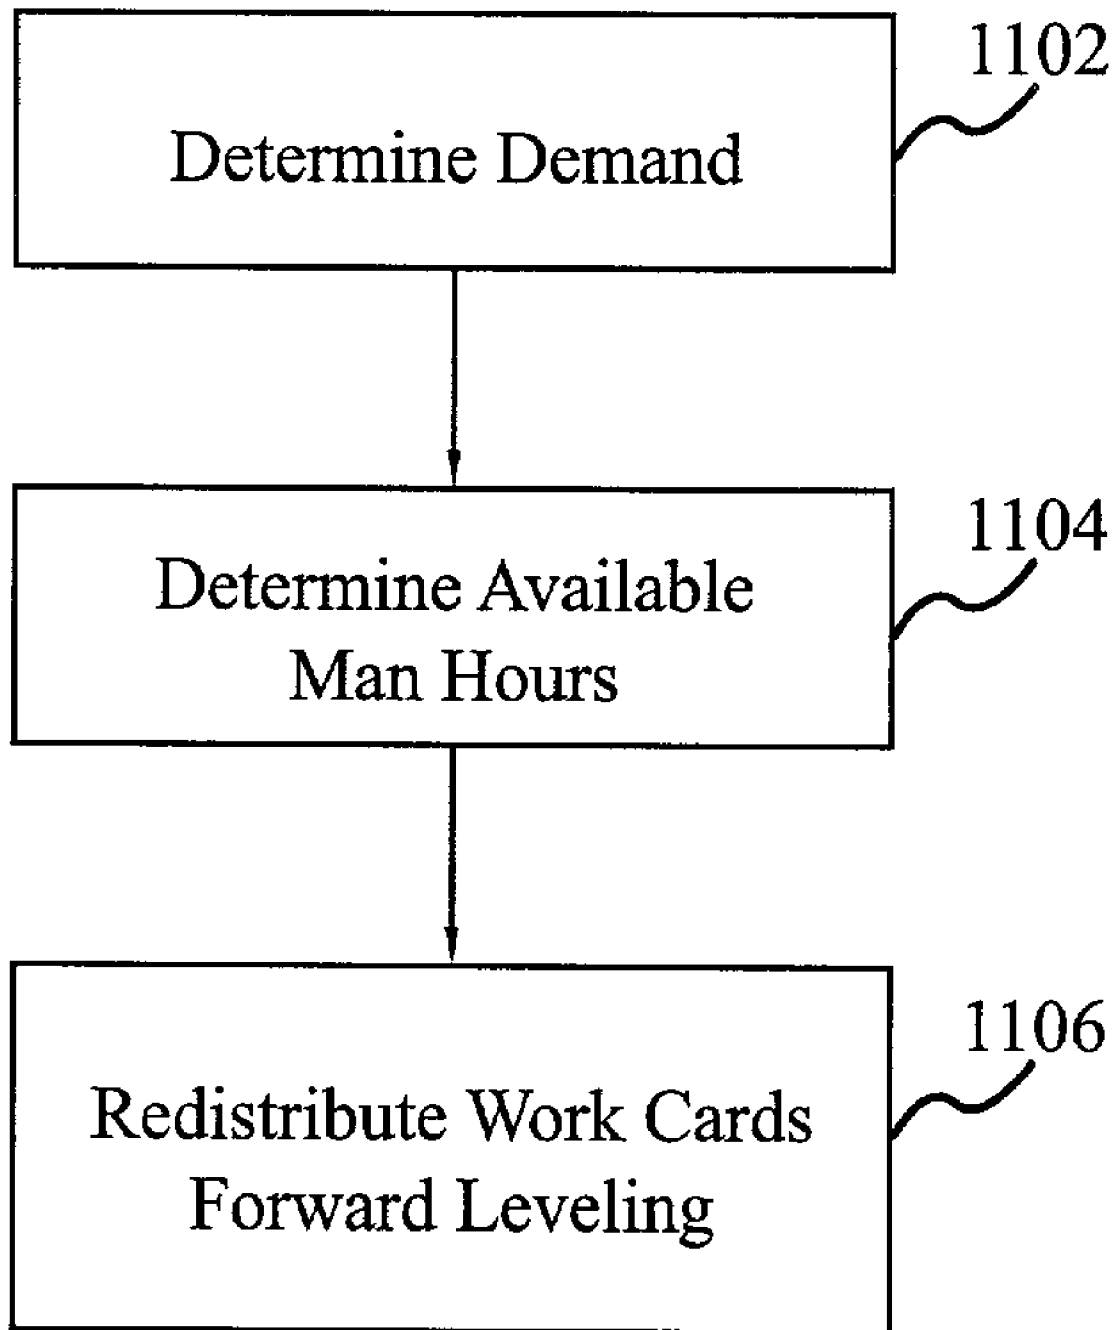 1102
Determine Demand
1104
Determine Available
Man Hours
1106
Redistribute Work Cards
Forward Leveling